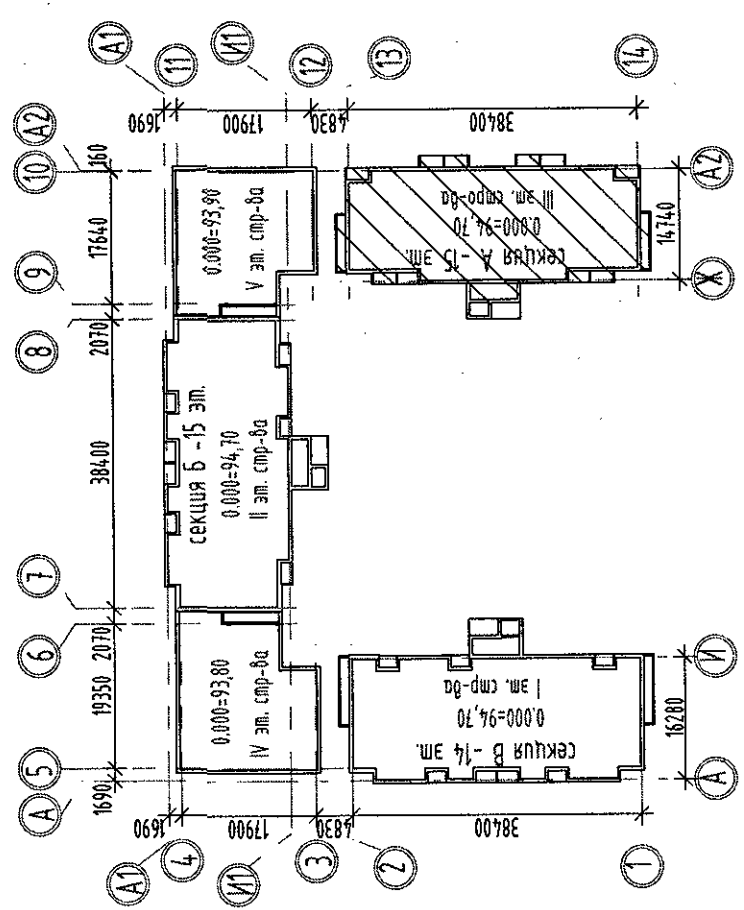 А
5
6
7
8
9
10
А2
1690
19350
2070
38400
2070
17640
160
А1
4
И1
3
2
1
1690
17900
4830
38400
А1
11
И1
12
13
14
1690
17900
4830
38400
0.000=93,80
IV эт. стр-ва
секция Б -15 эт.
0.000=94,70
II эт. стр-ва
0.000=93,90
V эт. стр-ва
секция В -14 эт.
0.000=94,70
I эт. стр-ва
секция А -15 эт.
0.000=94,70
III эт. стро-ва
16280
А
И
14740
Ж
А2